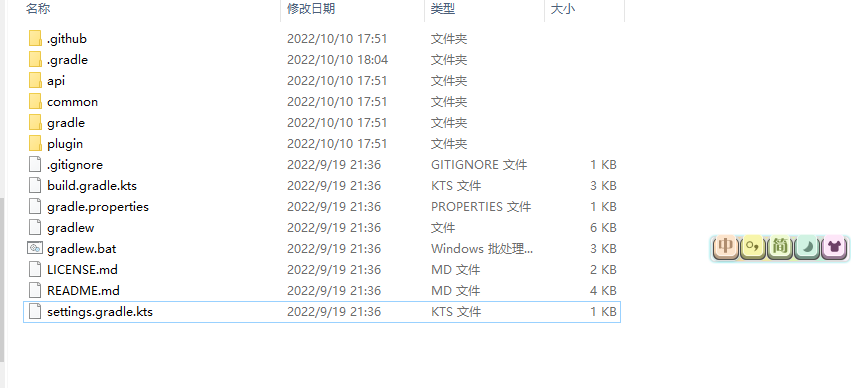 名称 修改日期 类型 大小
.github 2022/10/10 17:51 文件夹
.gradle 2022/10/10 18:04 文件夹
api 2022/10/10 17:51 文件夹
common 2022/10/10 17:51 文件夹
gradle 2022/10/10 17:51 文件夹
plugin 2022/10/10 17:51 文件夹
.gitignore 2022/9/19 21:36 GITIGNORE 文件 1 KB
build.gradle.kts 2022/9/19 21:36 KTS 文件 3 KB
gradle.properties 2022/9/19 21:36 PROPERTIES 文件 1 KB
gradlew 2022/9/19 21:36 文件 6 KB
gradlew.bat 2022/9/19 21:36 Windows 批处理... 3 KB
中 简
LICENSE.md 2022/9/19 21:36 MD 文件 2 KB
README.md 2022/9/19 21:36 MD 文件 4 KB
settings.gradle.kts 2022/9/19 21:36 KTS 文件 1 KB